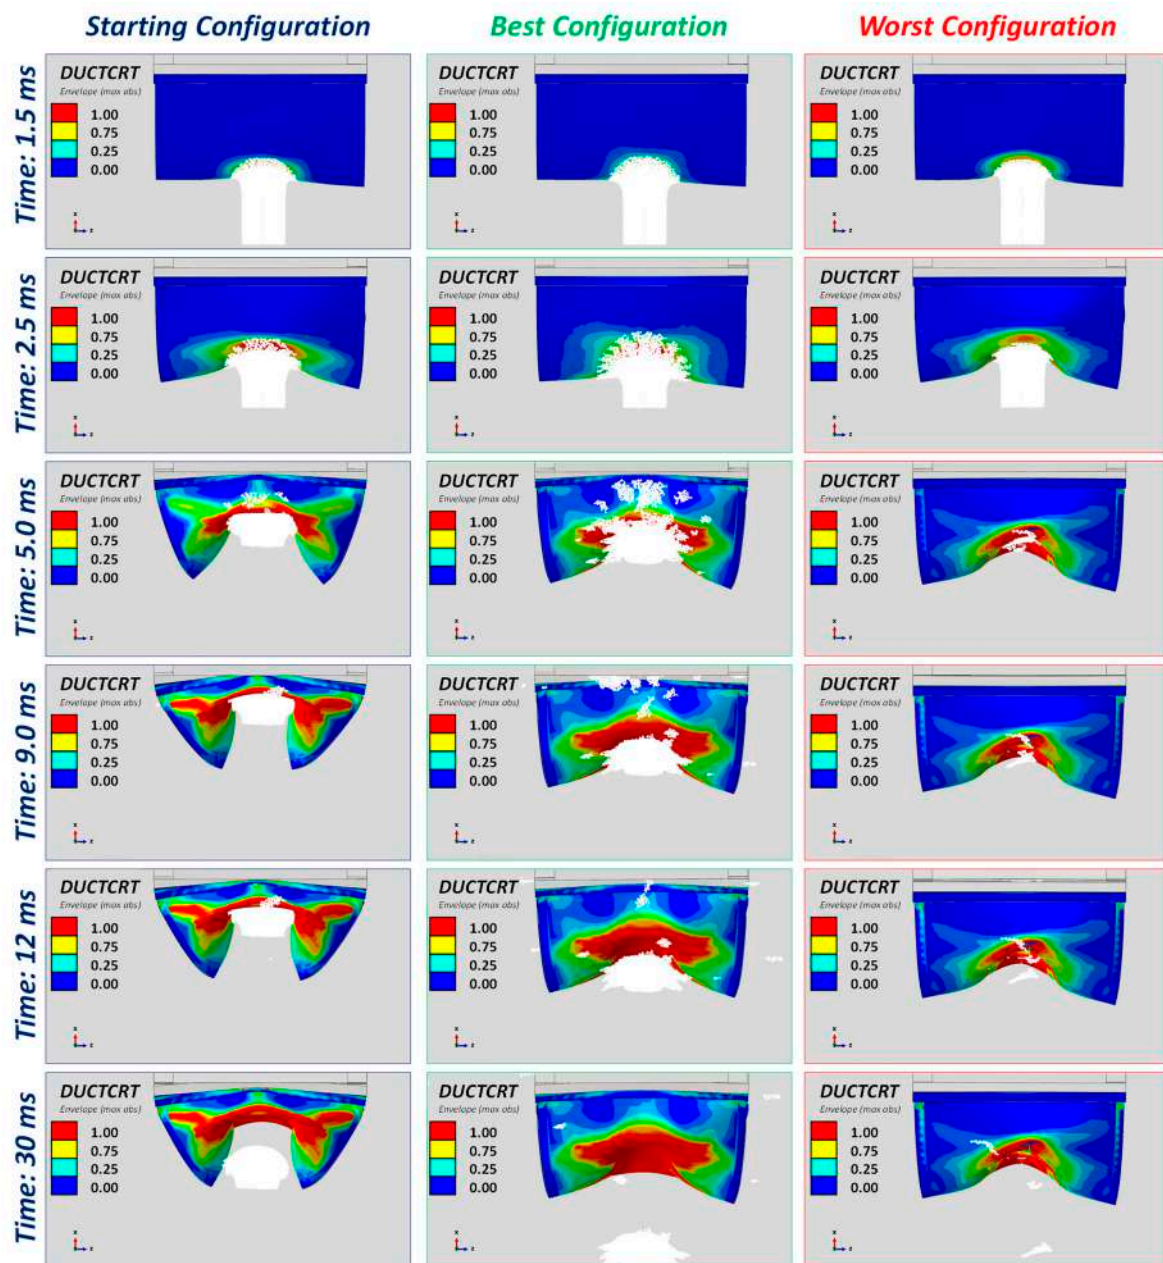 Starting Configuration
Best Configuration
Worst Configuration
Time: 1.5 ms
DUCTCRT
Envelope (max abs)
1.00
0.75
0.25
0.00
x
z
DUCTCRT
Envelope (max abs)
1.00
0.75
0.25
0.00
x
z
DUCTCRT
Envelope (max abs)
1.00
0.75
0.25
0.00
x
z
Time: 2.5 ms
DUCTCRT
Envelope (max abs)
1.00
0.75
0.25
0.00
x
z
DUCTCRT
Envelope (max abs)
1.00
0.75
0.25
0.00
x
z
DUCTCRT
Envelope (max abs)
1.00
0.75
0.25
0.00
x
z
Time: 5.0 ms
DUCTCRT
Envelope (max abs)
1.00
0.75
0.25
0.00
x
z
DUCTCRT
Envelope (max abs)
1.00
0.75
0.25
0.00
x
z
DUCTCRT
Envelope (max abs)
1.00
0.75
0.25
0.00
x
z
Time: 9.0 ms
DUCTCRT
Envelope (max abs)
1.00
0.75
0.25
0.00
x
z
DUCTCRT
Envelope (max abs)
1.00
0.75
0.25
0.00
x
z
DUCTCRT
Envelope (max abs)
1.00
0.75
0.25
0.00
x
z
Time: 12 ms
DUCTCRT
Envelope (max abs)
1.00
0.75
0.25
0.00
x
z
DUCTCRT
Envelope (max abs)
1.00
0.75
0.25
0.00
x
z
DUCTCRT
Envelope (max abs)
1.00
0.75
0.25
0.00
x
z
Time: 30 ms
DUCTCRT
Envelope (max abs)
1.00
0.75
0.25
0.00
x
z
DUCTCRT
Envelope (max abs)
1.00
0.75
0.25
0.00
x
z
DUCTCRT
Envelope (max abs)
1.00
0.75
0.25
0.00
x
z